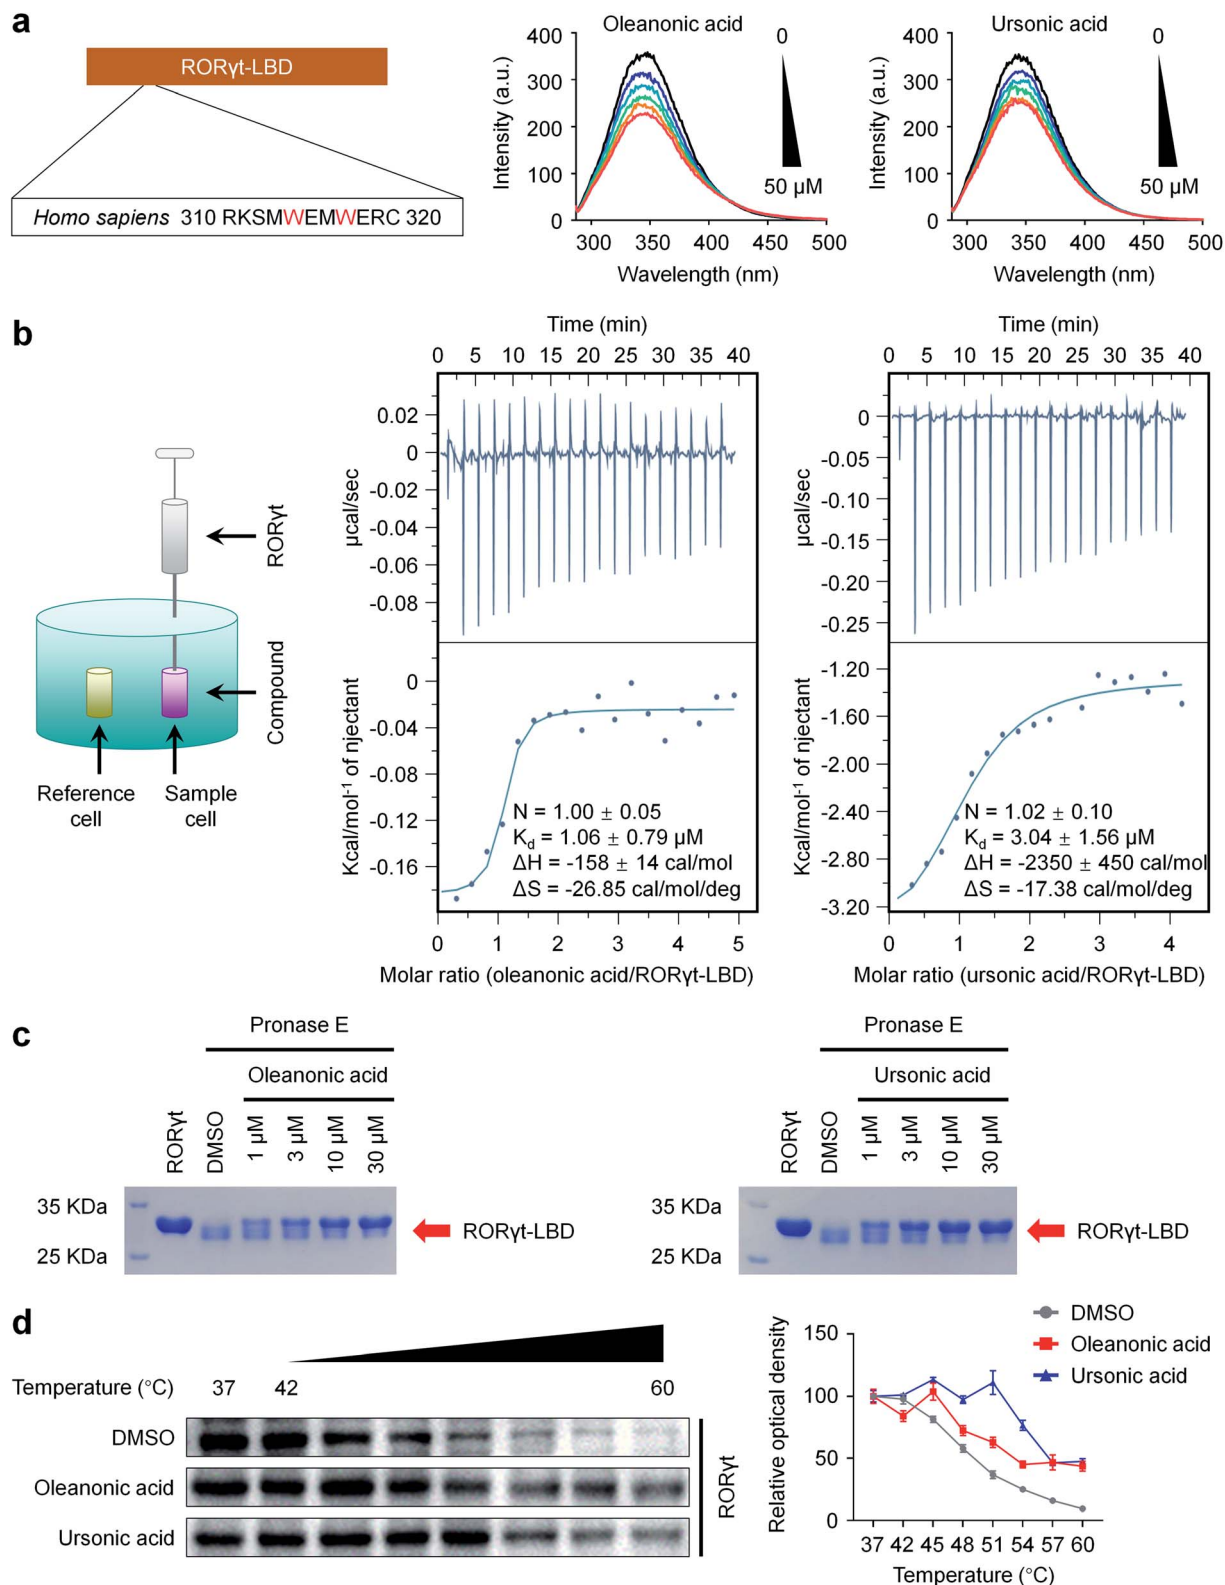 a
RORγt-LBD
Homo sapiens 310 RKSMWEMWERC 320
Oleanonic acid
Intensity (a.u.)
400
300
200
100
0
0
50 µM
300 350 400 450 500
Wavelength (nm)
Ursonic acid
Intensity (a.u.)
400
300
200
100
0
0
50 µM
300 350 400 450 500
Wavelength (nm)
b
RORγt
Compound
Reference cell
Sample cell
Time (min)
0 5 10 15 20 25 30 35 40
µcal/sec
0.02
0
-0.02
-0.04
-0.06
-0.08
Kcal/mol-1 of njectant
0
-0.04
-0.08
-0.12
-0.16
N = 1.00 ± 0.05
Kd = 1.06 ± 0.79 µM
ΔH = -158 ± 14 cal/mol
ΔS = -26.85 cal/mol/deg
0 1 2 3 4 5
Molar ratio (oleanonic acid/RORγt-LBD)
Time (min)
0 5 10 15 20 25 30 35 40
µcal/sec
0
-0.05
-0.10
-0.15
-0.20
-0.25
Kcal/mol-1 of njectant
-1.20
-1.60
-2.00
-2.40
-2.80
-3.20
N = 1.02 ± 0.10
Kd = 3.04 ± 1.56 µM
ΔH = -2350 ± 450 cal/mol
ΔS = -17.38 cal/mol/deg
0 1 2 3 4
Molar ratio (ursonic acid/RORγt-LBD)
c
Pronase E
Oleanonic acid
RORγt DMSO 1 µM 3 µM 10 µM 30 µM
35 KDa
25 KDa
RORγt-LBD
Pronase E
Ursonic acid
RORγt DMSO 1 µM 3 µM 10 µM 30 µM
35 KDa
25 KDa
RORγt-LBD
d
Temperature (°C) 37 42 60
DMSO
Oleanonic acid
Ursonic acid
RORγt
DMSO
Oleanonic acid
Ursonic acid
Relative optical density
150
100
50
0
37 42 45 48 51 54 57 60
Temperature (°C)